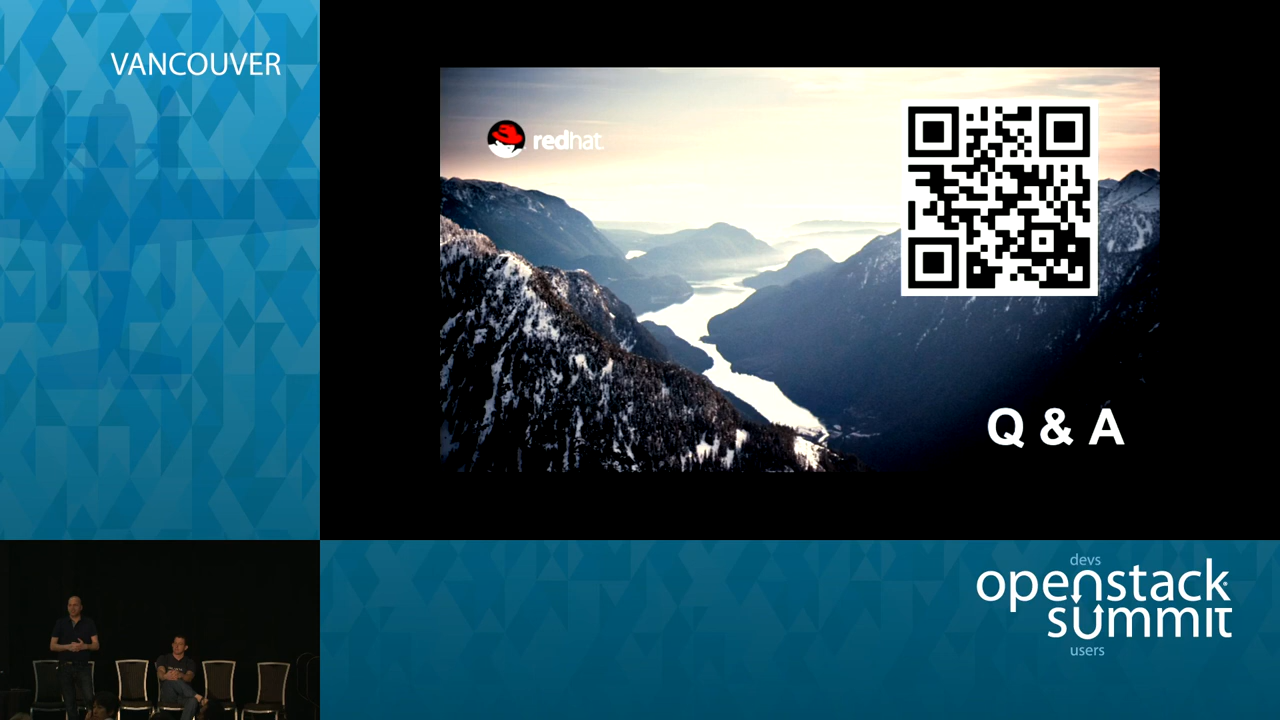 VANCOUVER
redhat.
Q & A
devs
openstack
summit
users